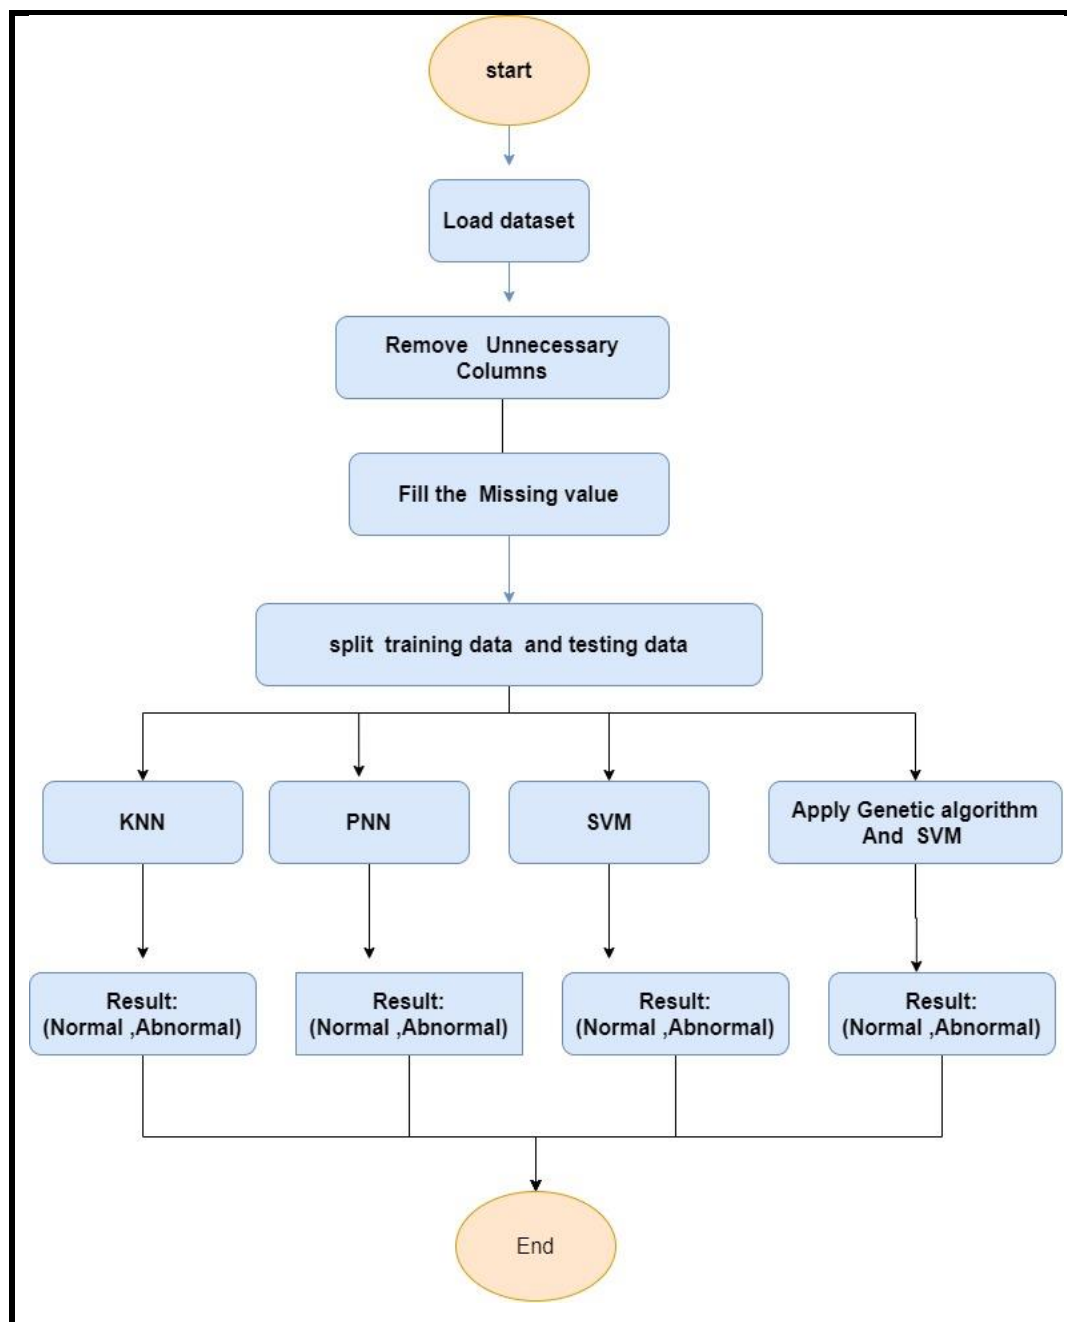 start
Load dataset
Remove Unnecessary
Columns
Fill the Missing value
split training data and testing data
KNN
PNN
SVM
Apply Genetic algorithm
And SVM
Result:
(Normal ,Abnormal)
Result:
(Normal ,Abnormal)
Result:
(Normal ,Abnormal)
Result:
(Normal ,Abnormal)
End